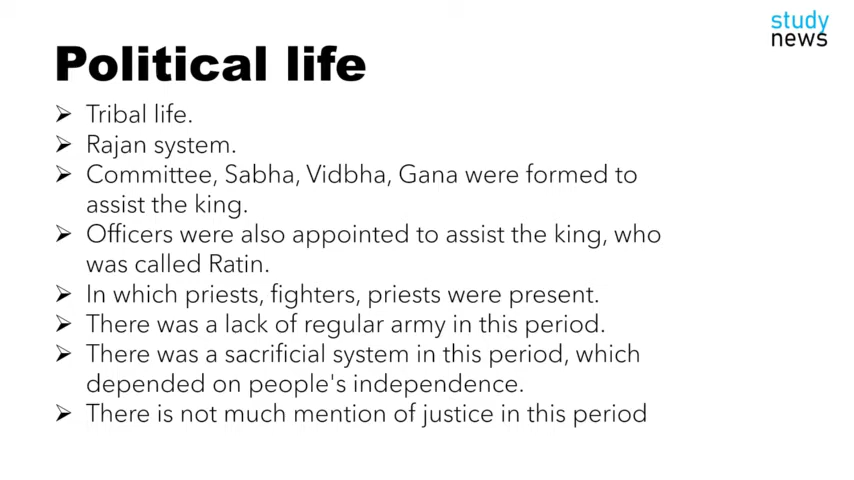 study
news
Political life
➢ Tribal life.
➢ Rajan system.
➢ Committee, Sabha, Vidbha, Gana were formed to
assist the king.
➢ Officers were also appointed to assist the king, who
was called Ratin.
➢ In which priests, fighters, priests were present.
➢ There was a lack of regular army in this period.
➢ There was a sacrificial system in this period, which
depended on people's independence.
➢ There is not much mention of justice in this period